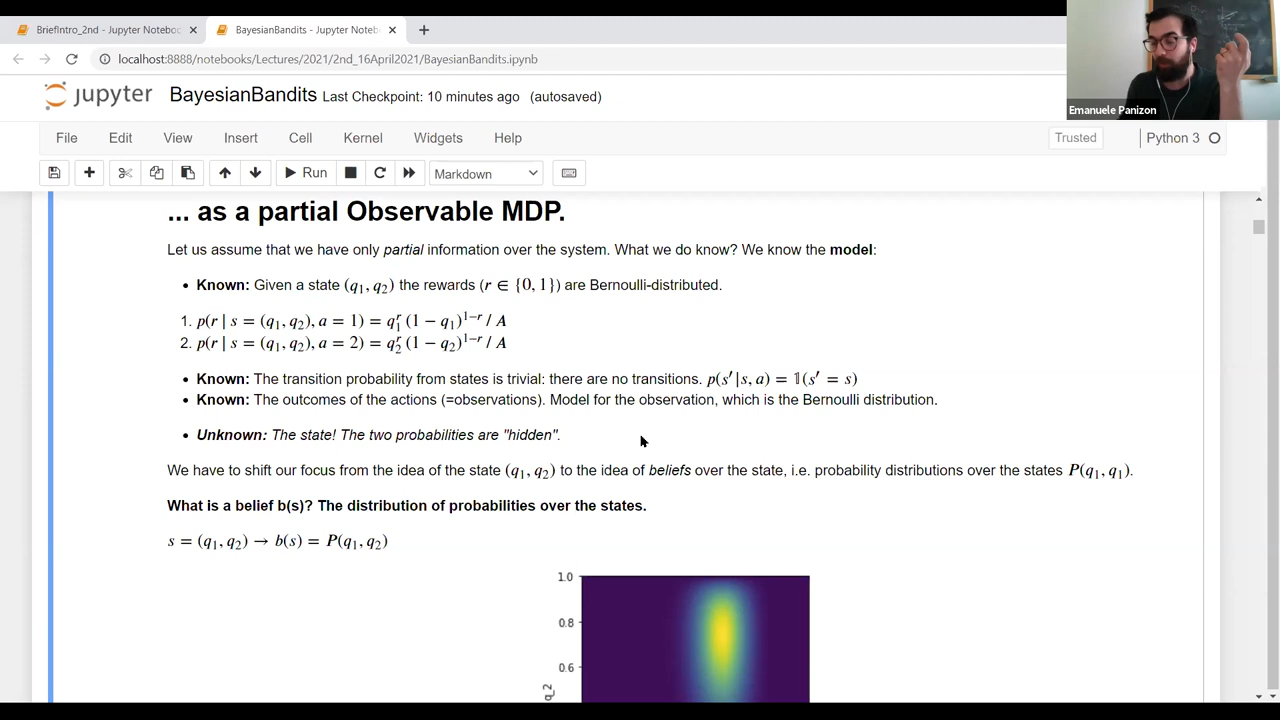 BriefIntro_2nd - Jupyter Noteboo
BayesianBandits - Jupyter Notebo
localhost:8888/notebooks/Lectures/2021/2nd_16April2021/BayesianBandits.ipynb
jupyter BayesianBandits Last Checkpoint: 10 minutes ago (autosaved)
File Edit View Insert Cell Kernel Widgets Help Trusted Python 3
Run Markdown
Emanuele Panizon
... as a partial Observable MDP.
Let us assume that we have only partial information over the system. What we do know? We know the model:
• Known: Given a state (q₁, q₂) the rewards (r ∈ {0, 1}) are Bernoulli-distributed.
1. p(r | s = (q₁, q₂), a = 1) = q₁ʳ (1 − q₁)¹⁻ʳ / A
2. p(r | s = (q₁, q₂), a = 2) = q₂ʳ (1 − q₂)¹⁻ʳ / A
• Known: The transition probability from states is trivial: there are no transitions. p(s′|s, a) = 𝟙(s′ = s)
• Known: The outcomes of the actions (=observations). Model for the observation, which is the Bernoulli distribution.
• Unknown: The state! The two probabilities are "hidden".
We have to shift our focus from the idea of the state (q₁, q₂) to the idea of beliefs over the state, i.e. probability distributions over the states P(q₁, q₁).
What is a belief b(s)? The distribution of probabilities over the states.
s = (q₁, q₂) → b(s) = P(q₁, q₂)
1.0
0.8
0.6
q_2